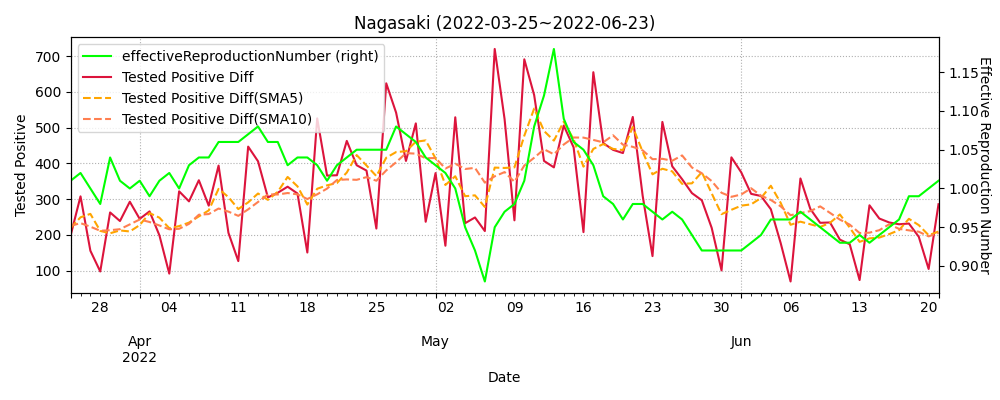 Nagasaki (2022-03-25~2022-06-23)
effectiveReproductionNumber (right)
Tested Positive Diff
Tested Positive Diff(SMA5)
Tested Positive Diff(SMA10)
Tested Positive
700
600
500
400
300
200
100
1.15
1.10
1.05
1.00
0.95
0.90
Effective Reproduction Number
28 04 11 18 25 02 09 16 23 30 06 13 20
Apr May Jun
2022
Date